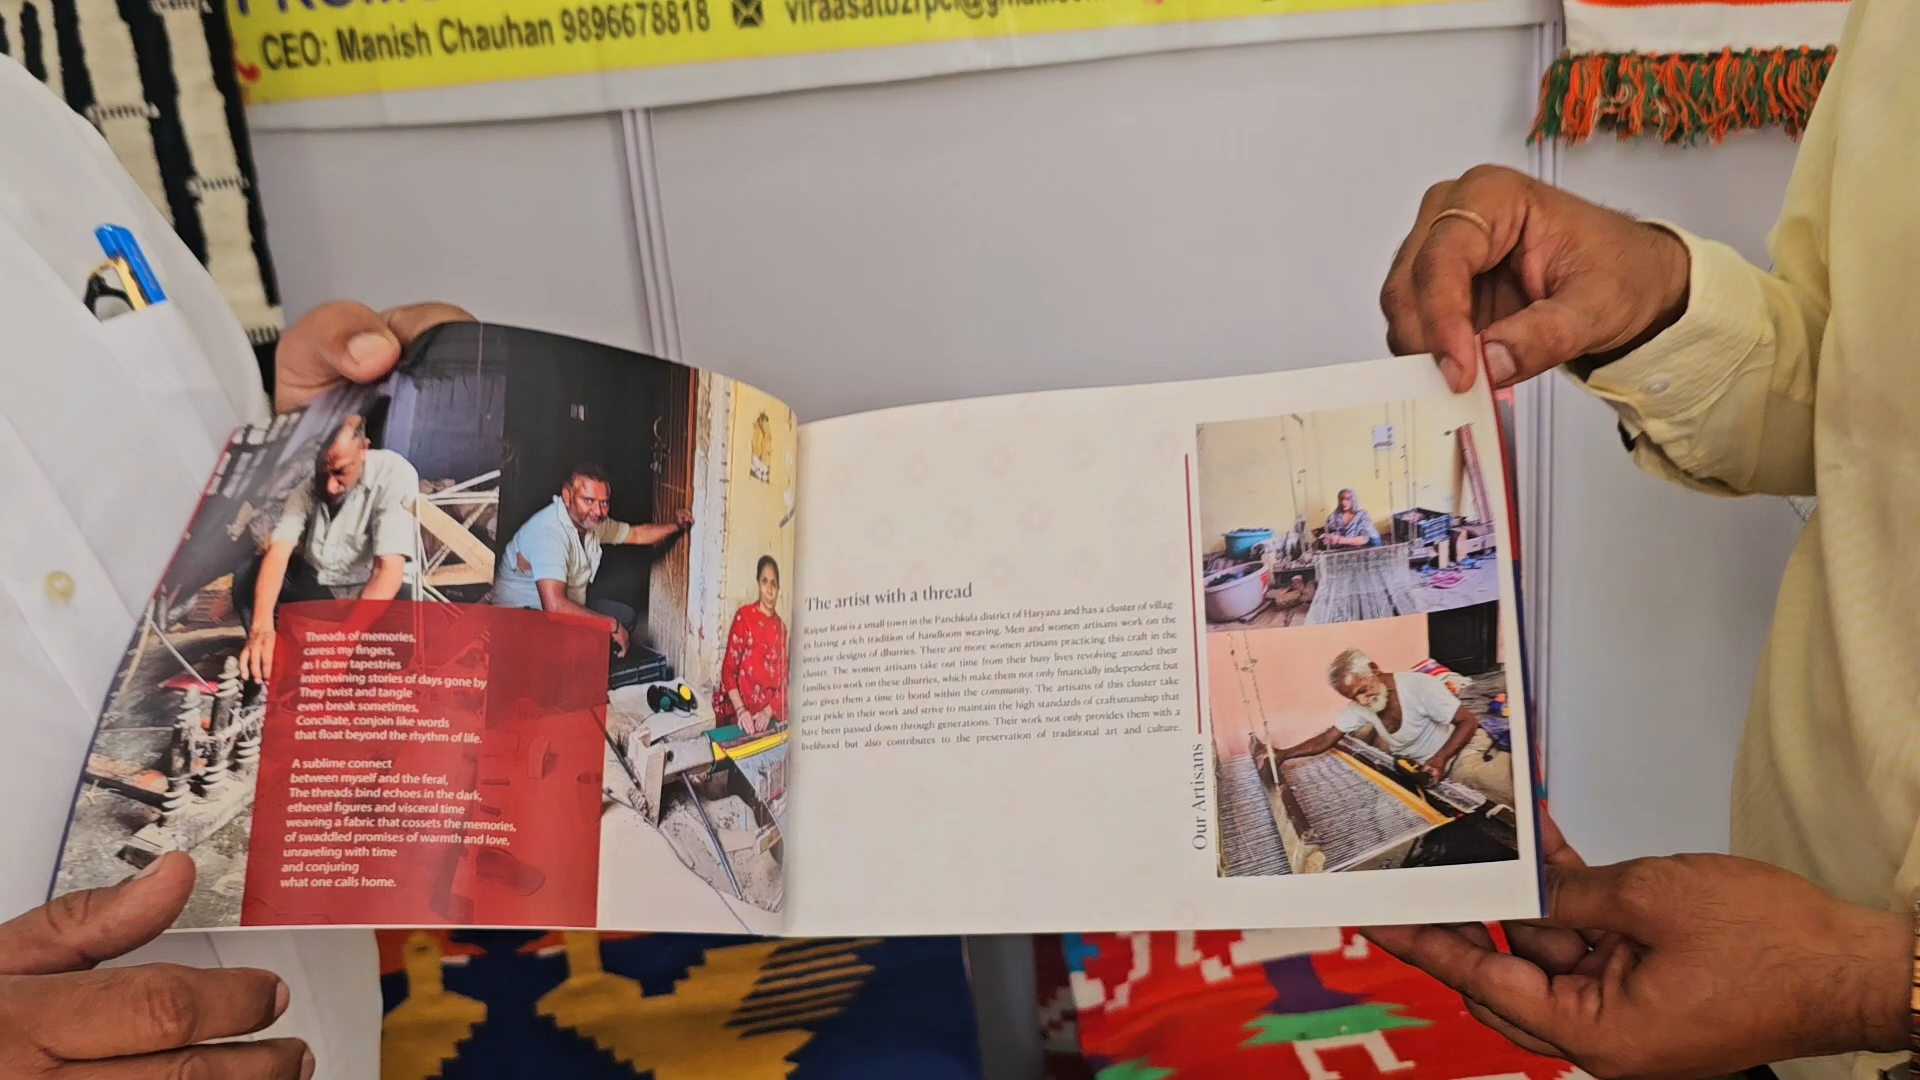 CEO: Manish Chauhan 9896678818
Threads of memories,
caress my fingers,
as I draw tapestries
intertwining stories of days gone by
They twist and tangle
even break sometimes,
Conciliate, conjoin like words
that float beyond the rhythm of life.
A sublime connect
between myself and the feral,
The threads bind echoes in the dark,
ethereal figures and visceral time
weaving a fabric that cossets the memories,
of swaddled promises of warmth and love,
unraveling with time
and conjuring
what one calls home.
The artist with a thread
Raipur Rani is a small town in the Panchkula district of Haryana and has a cluster of villag-
es having a rich tradition of handloom weaving. Men and women artisans work on the
intricate designs of dhurries. There are more women artisans practicing this craft in the
cluster. The women artisans take out time from their busy lives revolving around their
families to work on these dhurries, which make them not only financially independent but
also gives them a time to bond within the community. The artisans of this cluster take
great pride in their work and strive to maintain the high standards of craftsmanship that
have been passed down through generations. Their work not only provides them with a
livelihood but also contributes to the preservation of traditional art and culture.
Our Artisans